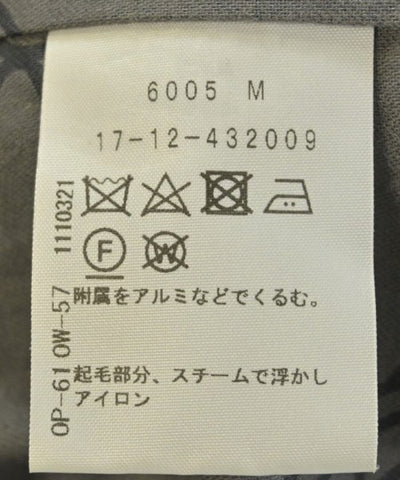 6005 M
17-12-432009
F W
附属をアルミなどでくるむ。
起毛部分、スチームで浮かし
アイロン
OP-61 OW-57 1110321